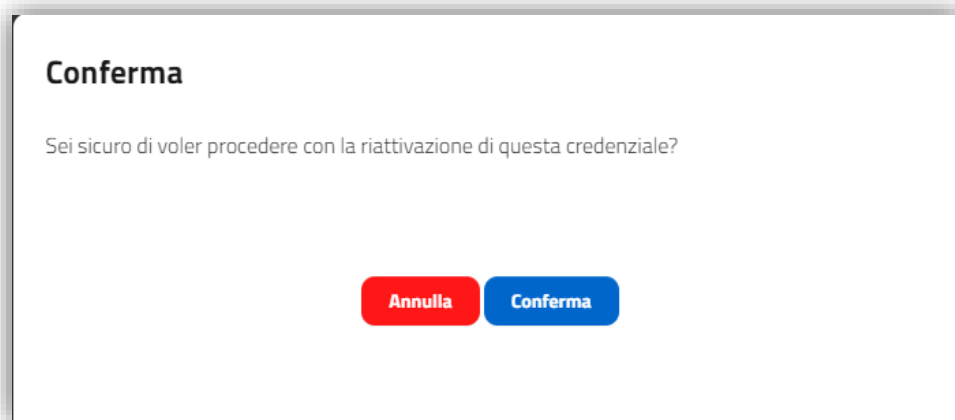 Conferma
Sei sicuro di voler procedere con la riattivazione di questa credenziale?
Annulla Conferma